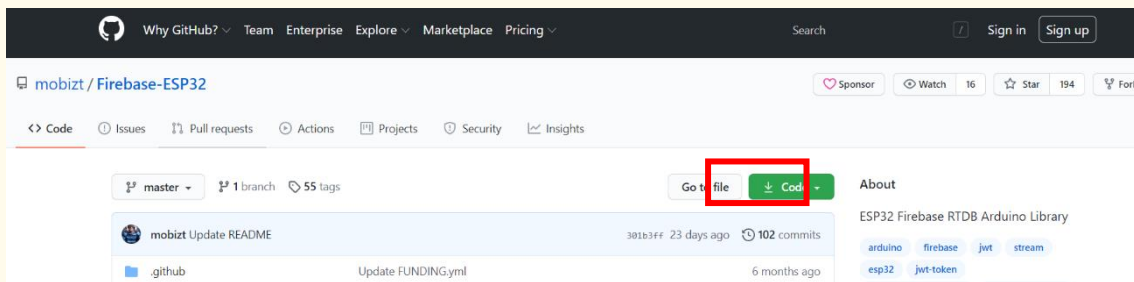 Why GitHub? Team Enterprise Explore Marketplace Pricing Search / Sign in Sign up
mobizt / Firebase-ESP32 Sponsor Watch 16 Star 194 Fork
<> Code Issues Pull requests Actions Projects Security Insights
master 1 branch 55 tags Go to file Code About
ESP32 Firebase RTDB Arduino Library
mobizt Update README 301b3ff 23 days ago 102 commits
arduino firebase jwt stream
.github Update FUNDING.yml 6 months ago esp32 jwt-token